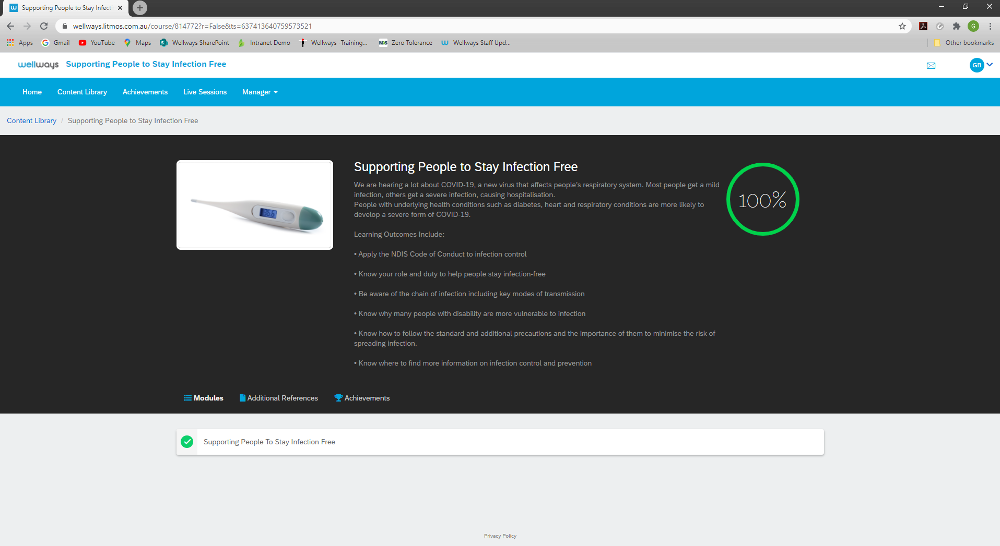 Supporting People to Stay Infecti
wellways.litmos.com.au/course/814772?r=False&ts=637413640759573521
G
Apps Gmail YouTube Maps Wellways SharePoint Intranet Demo Wellways -Training... NDS Zero Tolerance Wellways Staff Upd... Other bookmarks
wellways Supporting People to Stay Infection Free GB
Home Content Library Achievements Live Sessions Manager
Content Library / Supporting People to Stay Infection Free
Supporting People to Stay Infection Free
We are hearing a lot about COVID-19, a new virus that affects people's respiratory system. Most people get a mild
infection, others get a severe infection, causing hospitalisation.
People with underlying health conditions such as diabetes, heart and respiratory conditions are more likely to
develop a severe form of COVID-19.
100%
36.6
Learning Outcomes Include:
• Apply the NDIS Code of Conduct to infection control
• Know your role and duty to help people stay infection-free
• Be aware of the chain of infection including key modes of transmission
• Know why many people with disability are more vulnerable to infection
• Know how to follow the standard and additional precautions and the importance of them to minimise the risk of
spreading infection.
• Know where to find more information on infection control and prevention
Modules Additional References Achievements
Supporting People To Stay Infection Free
Privacy Policy